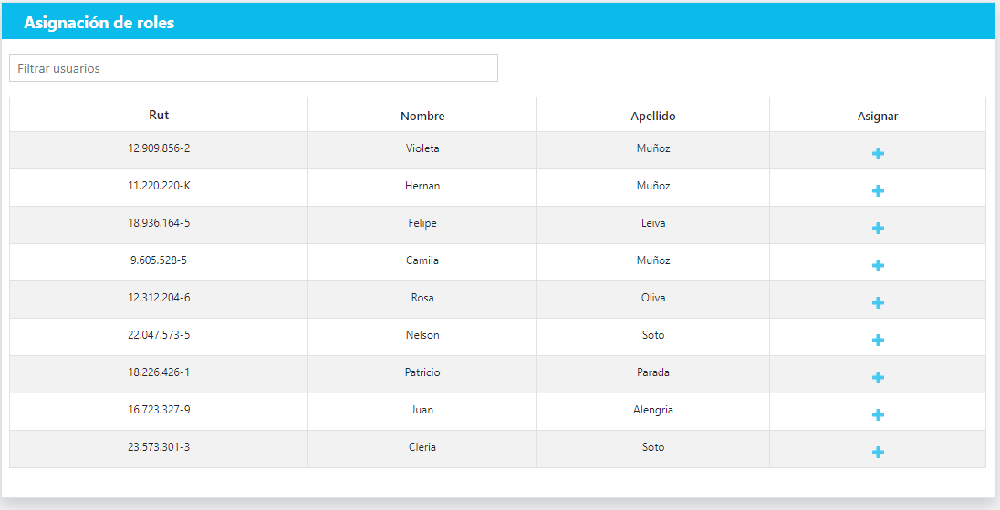 Asignación de roles
Filtrar usuarios
Rut Nombre Apellido Asignar
12.909.856-2 Violeta Muñoz
11.220.220-K Hernan Muñoz
18.936.164-5 Felipe Leiva
9.605.528-5 Camila Muñoz
12.312.204-6 Rosa Oliva
22.047.573-5 Nelson Soto
18.226.426-1 Patricio Parada
16.723.327-9 Juan Alengria
23.573.301-3 Cleria Soto